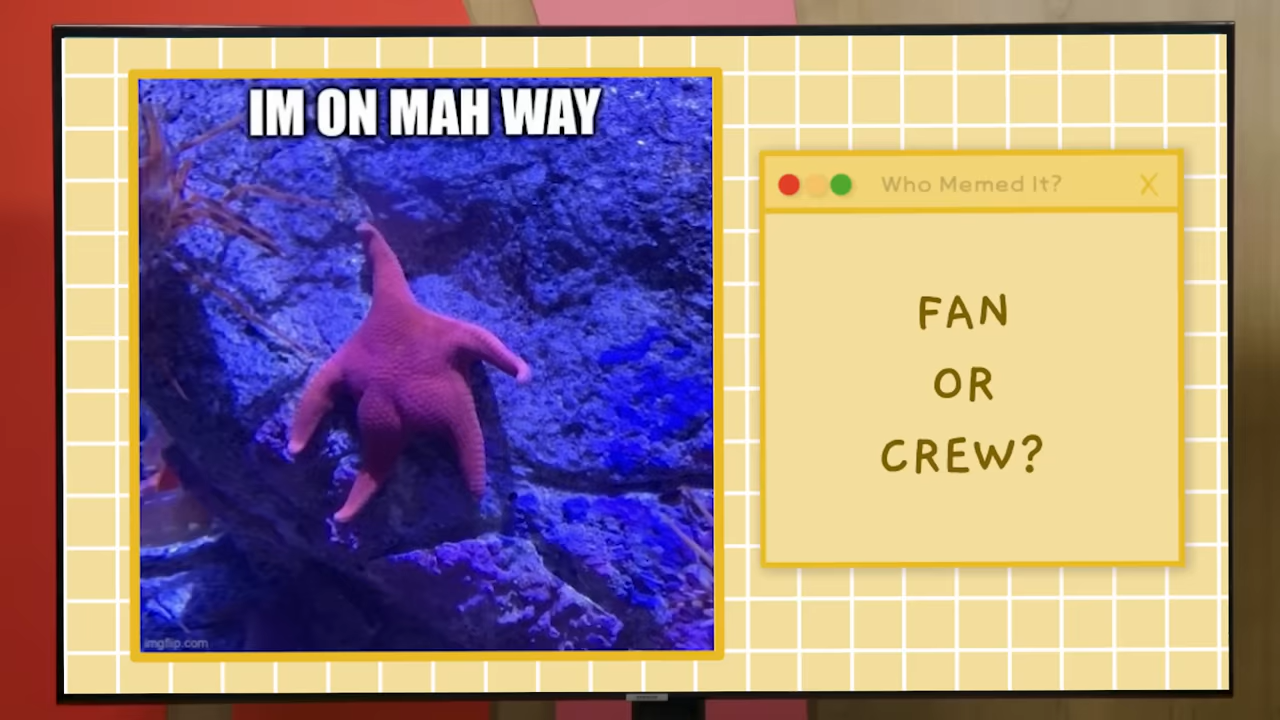 IM ON MAH WAY
Who Memed It?
X
FAN
OR
CREW?
imgflip.com